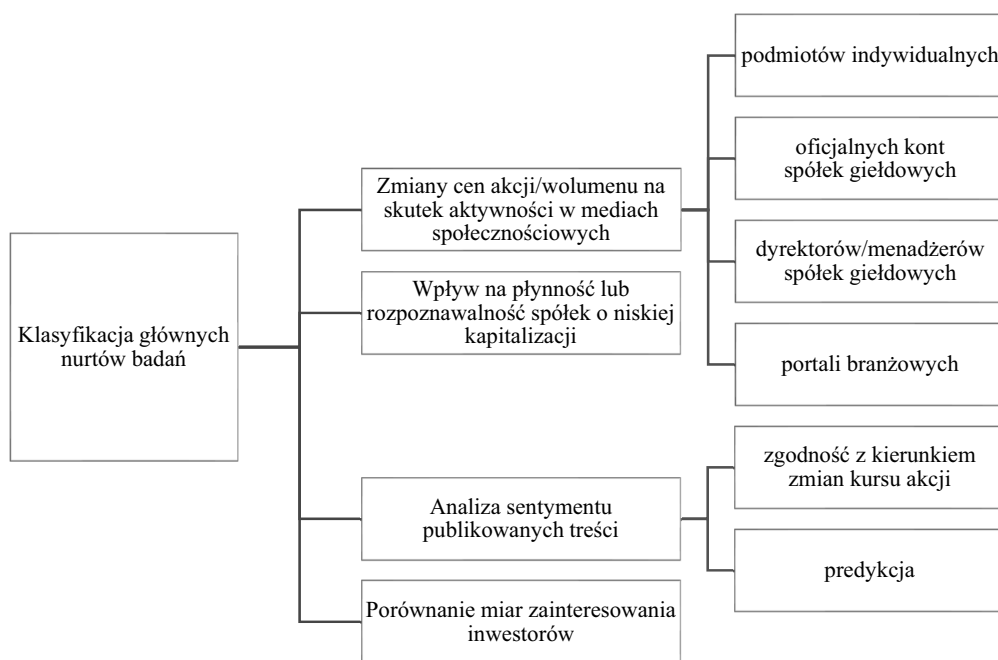 Klasyfikacja głównych
nurtów badań
Zmiany cen akcji/wolumenu na
skutek aktywności w mediach
społecznościowych
podmiotów indywidualnych
oficjalnych kont
spółek giełdowych
dyrektorów/menadżerów
spółek giełdowych
portali branżowych
Wpływ na płynność lub
rozpoznawalność spółek o niskiej
kapitalizacji
Analiza sentymentu
publikowanych treści
zgodność z kierunkiem
zmian kursu akcji
predykcja
Porównanie miar zainteresowania
inwestorów